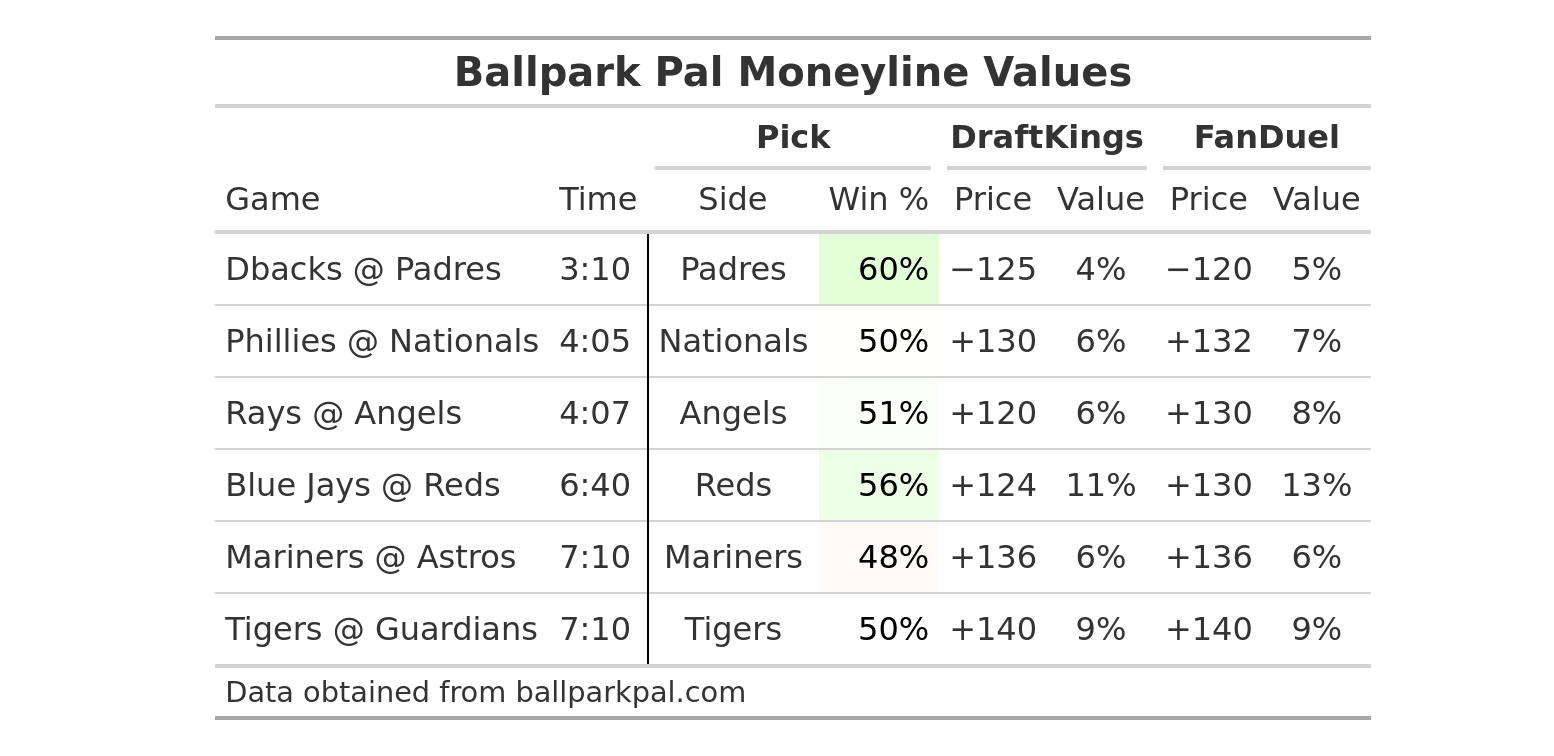 Ballpark Pal Moneyline Values
Pick DraftKings FanDuel
Game Time Side Win % Price Value Price Value
Dbacks @ Padres 3:10 Padres 60% −125 4% −120 5%
Phillies @ Nationals 4:05 Nationals 50% +130 6% +132 7%
Rays @ Angels 4:07 Angels 51% +120 6% +130 8%
Blue Jays @ Reds 6:40 Reds 56% +124 11% +130 13%
Mariners @ Astros 7:10 Mariners 48% +136 6% +136 6%
Tigers @ Guardians 7:10 Tigers 50% +140 9% +140 9%
Data obtained from ballparkpal.com